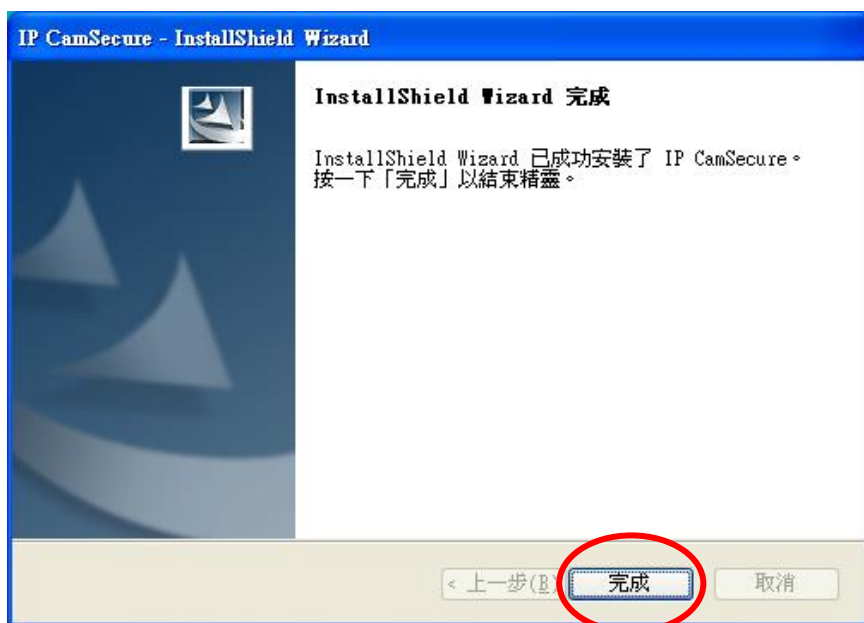 IP CamSecure - InstallShield Wizard
InstallShield Wizard 完成
InstallShield Wizard 已成功安裝了 IP CamSecure。
按一下「完成」以結束精靈。
< 上一步(B) 完成 取消